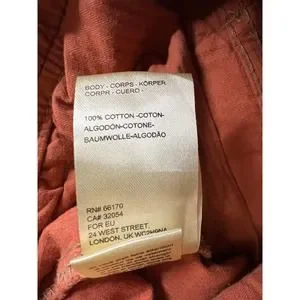 BODY - CORPS - KÖRPER
CORPR - CUERO -
100% COTTON -COTON-
ALGODÓN-COTONE-
BAUMWOLLE-ALGODÃO
RN# 66170
CA# 32054
FOR EU
24 WEST STREET
LONDON, UK